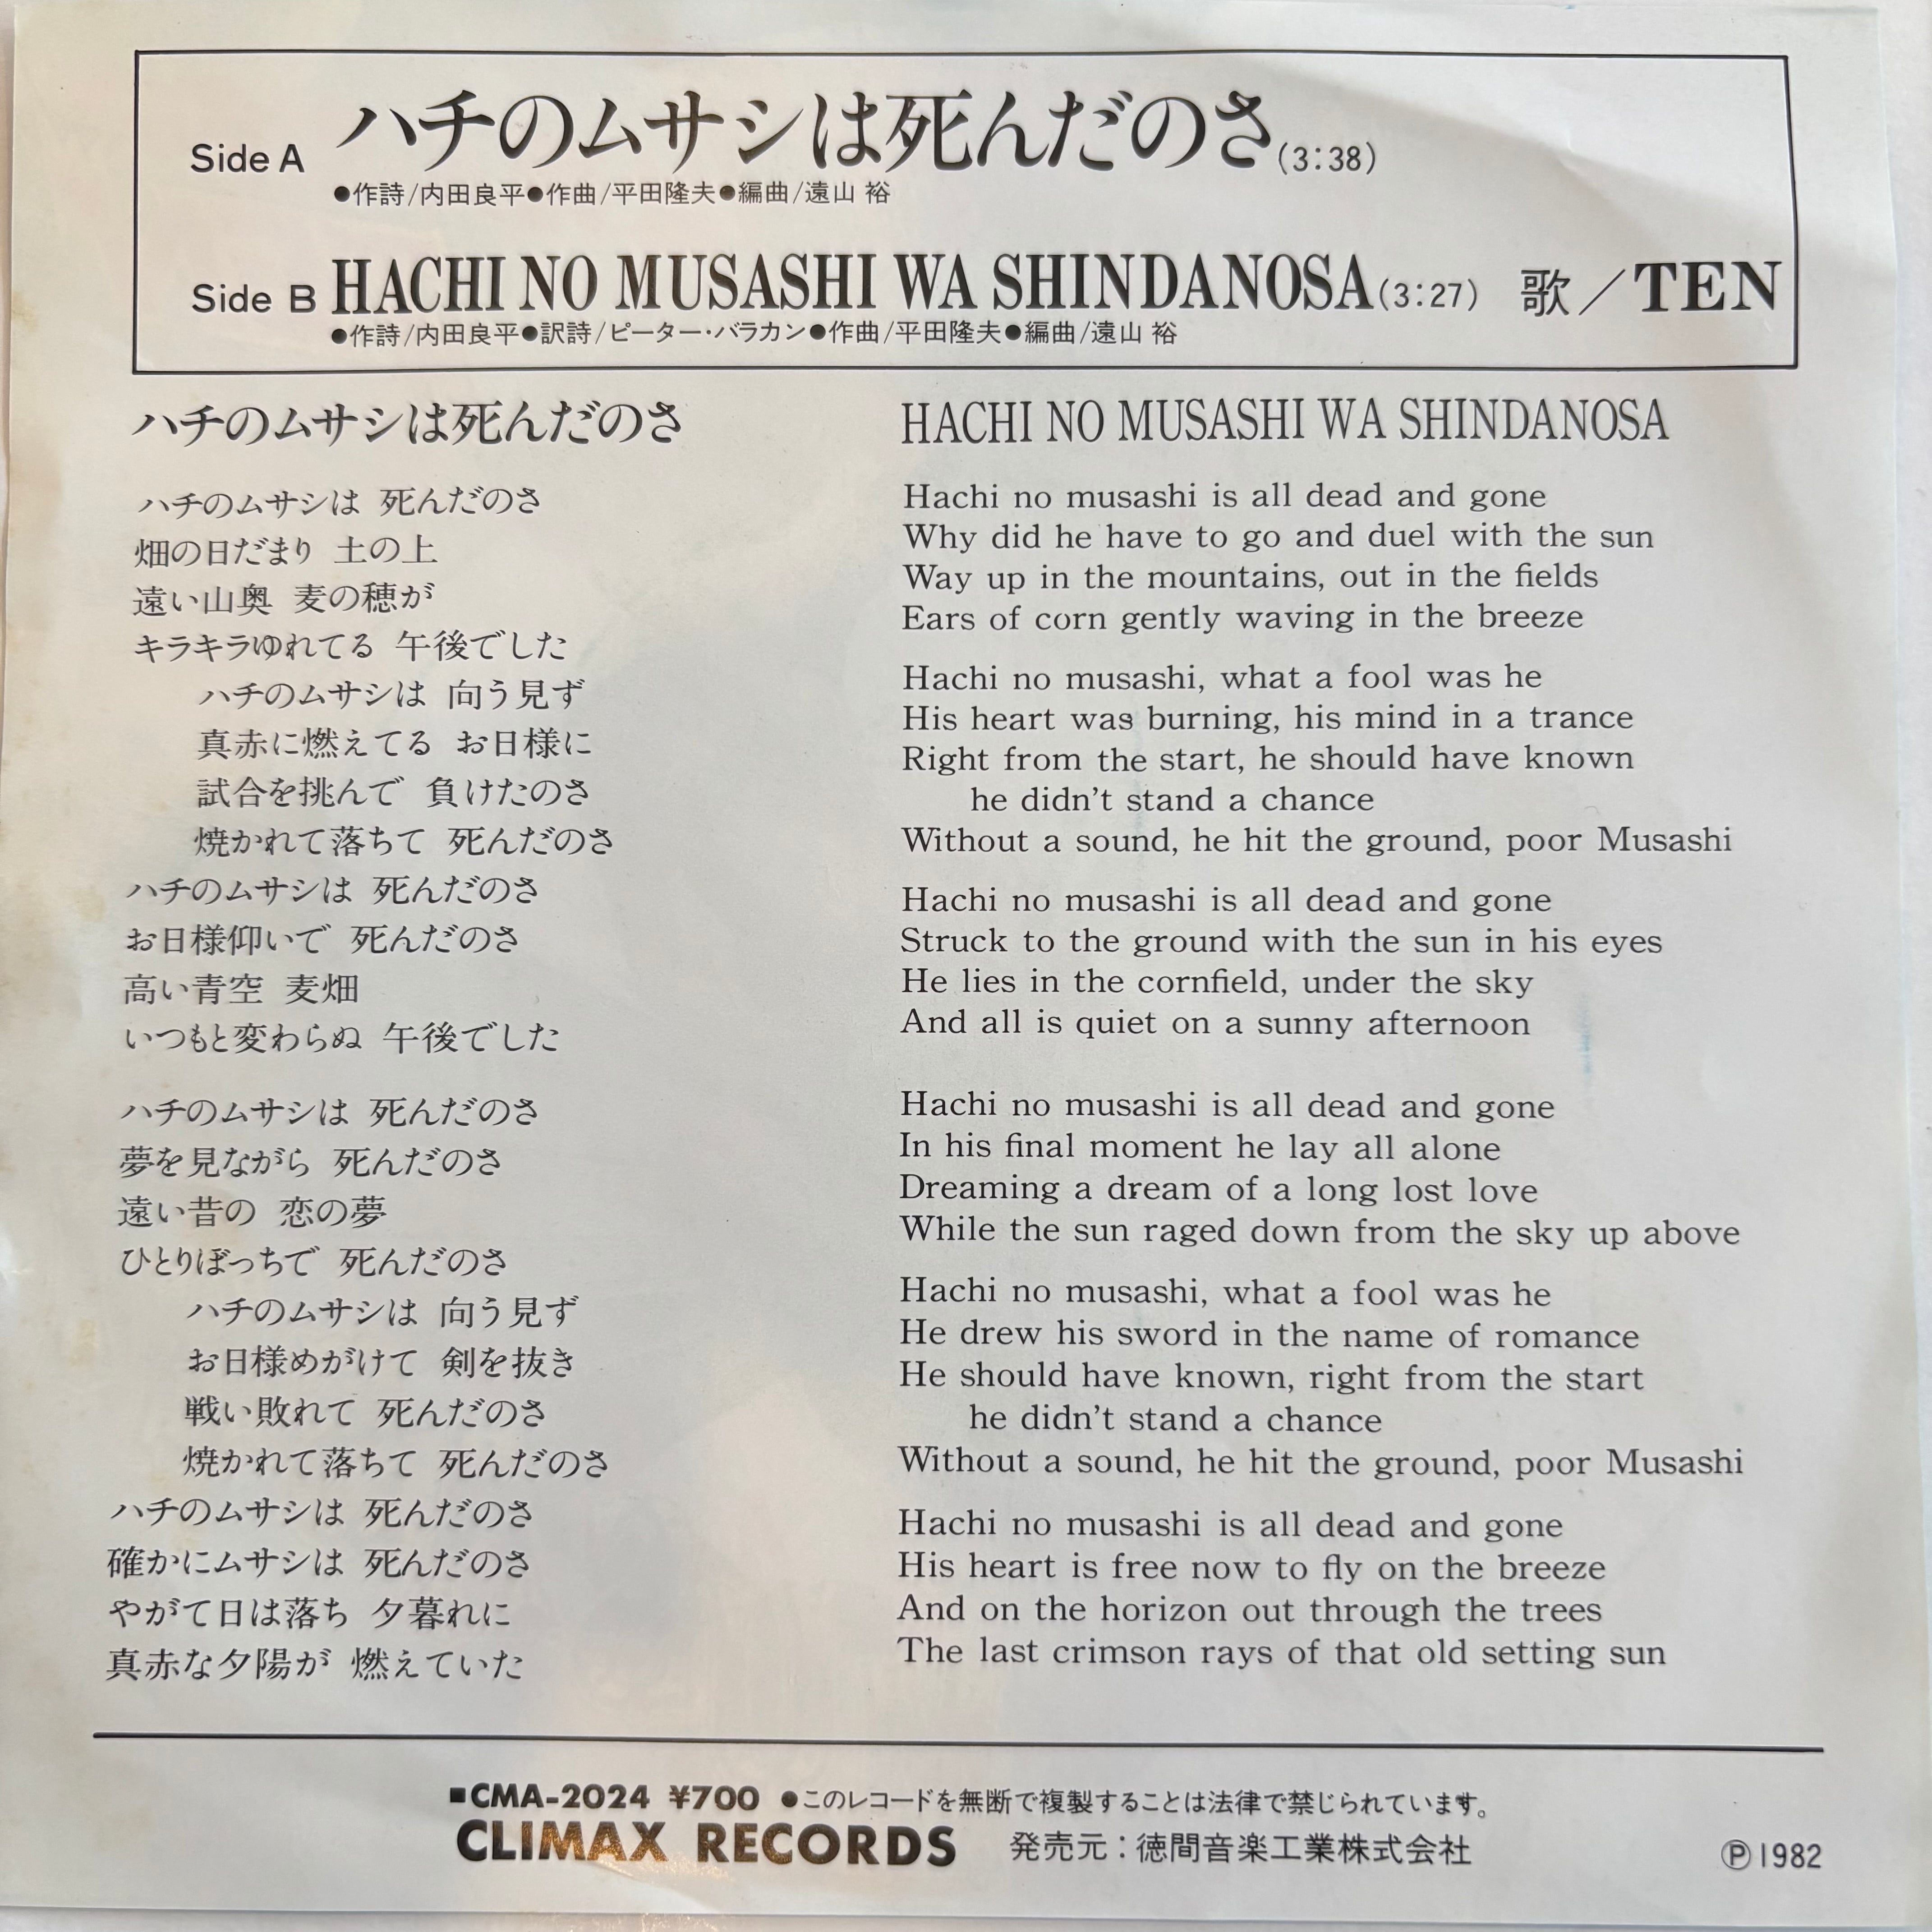 Side A ハチのムサシは死んだのさ(3:38)
●作詩/内田良平●作曲/平田隆夫●編曲/遠山 裕
Side B HACHI NO MUSASHI WA SHINDANOSA(3:27) 歌／TEN
●作詩/内田良平●訳詩/ピーター・バラカン●作曲/平田隆夫●編曲/遠山 裕
ハチのムサシは死んだのさ
ハチのムサシは 死んだのさ
畑の日だまり 土の上
遠い山奥 麦の穂が
キラキラゆれてる 午後でした
ハチのムサシは 向う見ず
真赤に燃えてる お日様に
試合を挑んで 負けたのさ
焼かれて落ちて 死んだのさ
ハチのムサシは 死んだのさ
お日様仰いで 死んだのさ
高い青空 麦畑
いつもと変わらぬ 午後でした
ハチのムサシは 死んだのさ
夢を見ながら 死んだのさ
遠い昔の 恋の夢
ひとりぼっちで 死んだのさ
ハチのムサシは 向う見ず
お日様めがけて 剣を抜き
戦い敗れて 死んだのさ
焼かれて落ちて 死んだのさ
ハチのムサシは 死んだのさ
確かにムサシは 死んだのさ
やがて日は落ち 夕暮れに
真赤な夕陽が 燃えていた
HACHI NO MUSASHI WA SHINDANOSA
Hachi no musashi is all dead and gone
Why did he have to go and duel with the sun
Way up in the mountains, out in the fields
Ears of corn gently waving in the breeze
Hachi no musashi, what a fool was he
His heart was burning, his mind in a trance
Right from the start, he should have known
he didn't stand a chance
Without a sound, he hit the ground, poor Musashi
Hachi no musashi is all dead and gone
Struck to the ground with the sun in his eyes
He lies in the cornfield, under the sky
And all is quiet on a sunny afternoon
Hachi no musashi is all dead and gone
In his final moment he lay all alone
Dreaming a dream of a long lost love
While the sun raged down from the sky up above
Hachi no musashi, what a fool was he
He drew his sword in the name of romance
He should have known, right from the start
he didn't stand a chance
Without a sound, he hit the ground, poor Musashi
Hachi no musashi is all dead and gone
His heart is free now to fly on the breeze
And on the horizon out through the trees
The last crimson rays of that old setting sun
■CMA-2024 ¥700 ●このレコードを無断で複製することは法律で禁じられています。
CLIMAX RECORDS 発売元：徳間音楽工業株式会社
Ⓟ1982